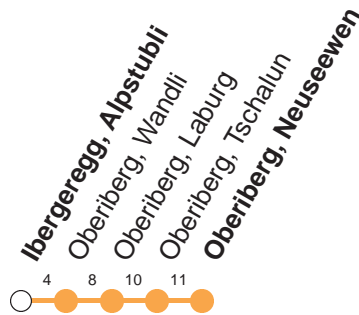 Ibergeregg, Alpstubli
Oberiberg, Wandli
Oberiberg, Laburg
Oberiberg, Tschalun
Oberiberg, Neuseewen
4 8 10 11